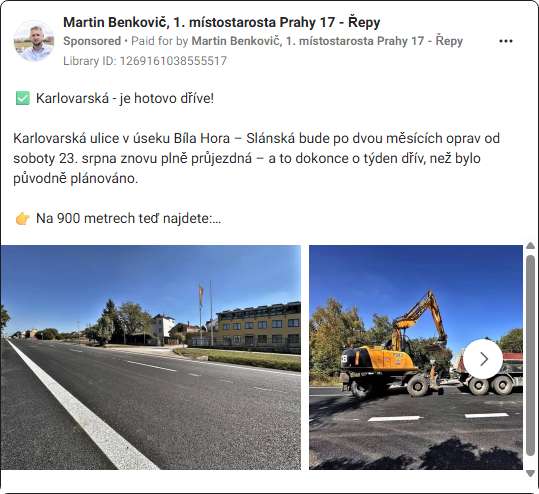 Martin Benkovič, 1. místostarosta Prahy 17 - Řepy
Sponsored • Paid for by Martin Benkovič, 1. místostarosta Prahy 17 - Řepy
Library ID: 1269161038555517
✅ Karlovarská - je hotovo dříve!
Karlovarská ulice v úseku Bíla Hora – Slánská bude po dvou měsících oprav od
soboty 23. srpna znovu plně průjezdná – a to dokonce o týden dřív, než bylo
původně plánováno.
👉 Na 900 metrech teď najdete:...